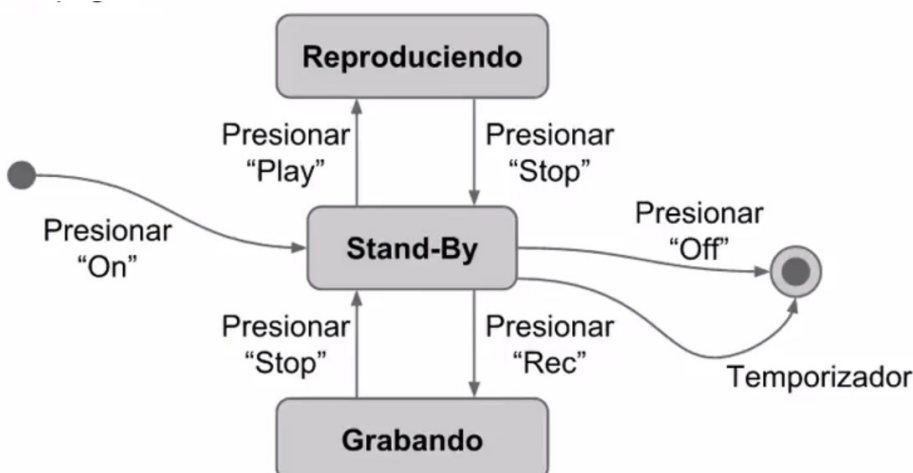 Reproduciendo
Presionar
“Play”
Presionar
“Stop”
Presionar
“On”
Stand-By
Presionar
“Off”
Presionar
“Stop”
Presionar
“Rec”
Temporizador
Grabando